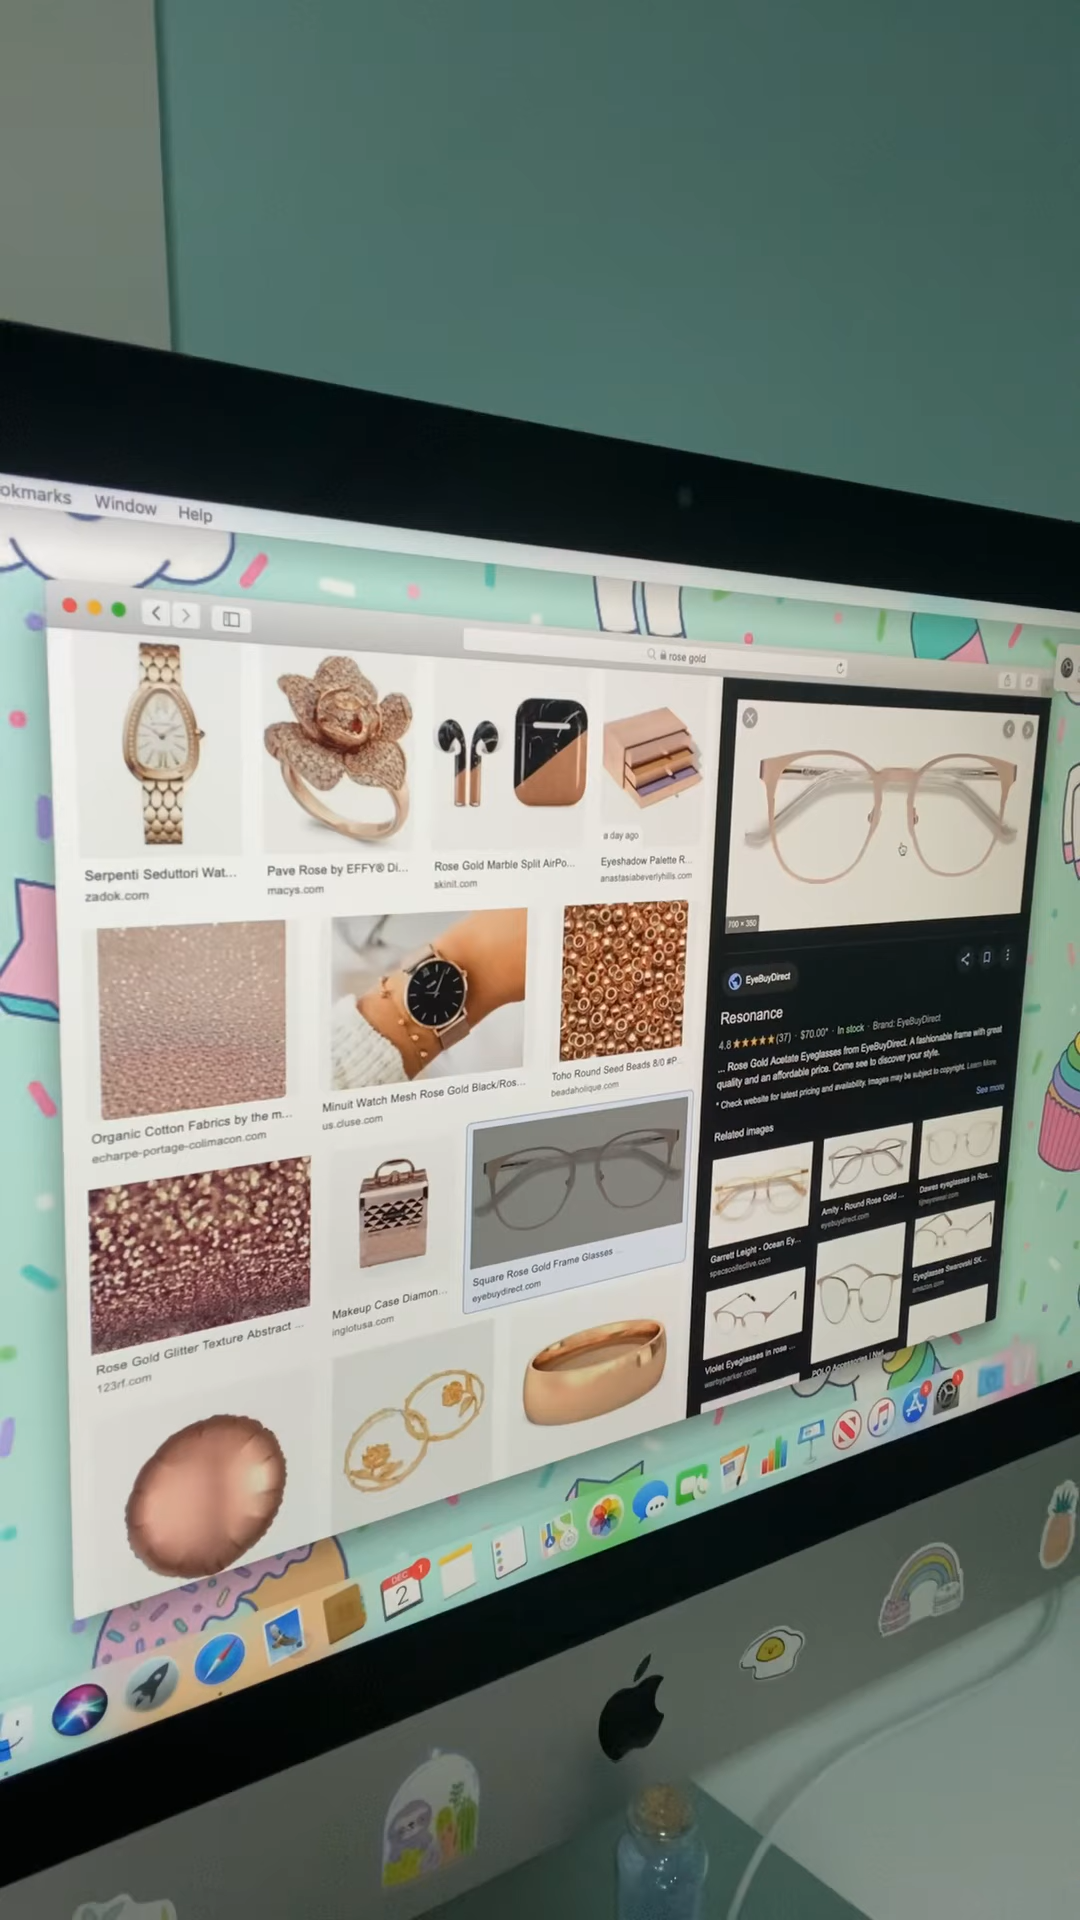 okmarks Window Help
rose gold
Serpenti Seduttori Wat...
zadok.com
Pave Rose by EFFY® Di...
macys.com
Rose Gold Marble Split AirPo...
skinit.com
a day ago
Eyeshadow Palette R...
anastasiabeverlyhills.com
Organic Cotton Fabrics by the m...
echarpe-portage-colimacon.com
Minuit Watch Mesh Rose Gold Black/Ros...
us.cluse.com
Toho Round Seed Beads 8/0 #P...
beadaholique.com
Rose Gold Glitter Texture Abstract ...
123rf.com
Makeup Case Diamon...
inglotusa.com
Square Rose Gold Frame Glasses ...
eyebuydirect.com
700 × 350
EyeBuyDirect
Resonance
4.8 ★★★★★ (37) · $70.00* · In stock · Brand: EyeBuyDirect
... Rose Gold Acetate Eyeglasses from EyeBuyDirect. A fashionable frame with great
quality and an affordable price. Come see to discover your style.
* Check website for latest pricing and availability. Images may be subject to copyright. Learn More
See more
Related images
Garrett Leight - Ocean Ey...
spacecollective.com
Amity - Round Rose Gold ...
eyebuydirect.com
Dawes eyeglasses in Ros...
Violet Eyeglasses in rose ...
warbyparker.com
POLO Accessories | Nwt
Eyeglasses Swarovski SK...
amazon.com
DEC
2
1